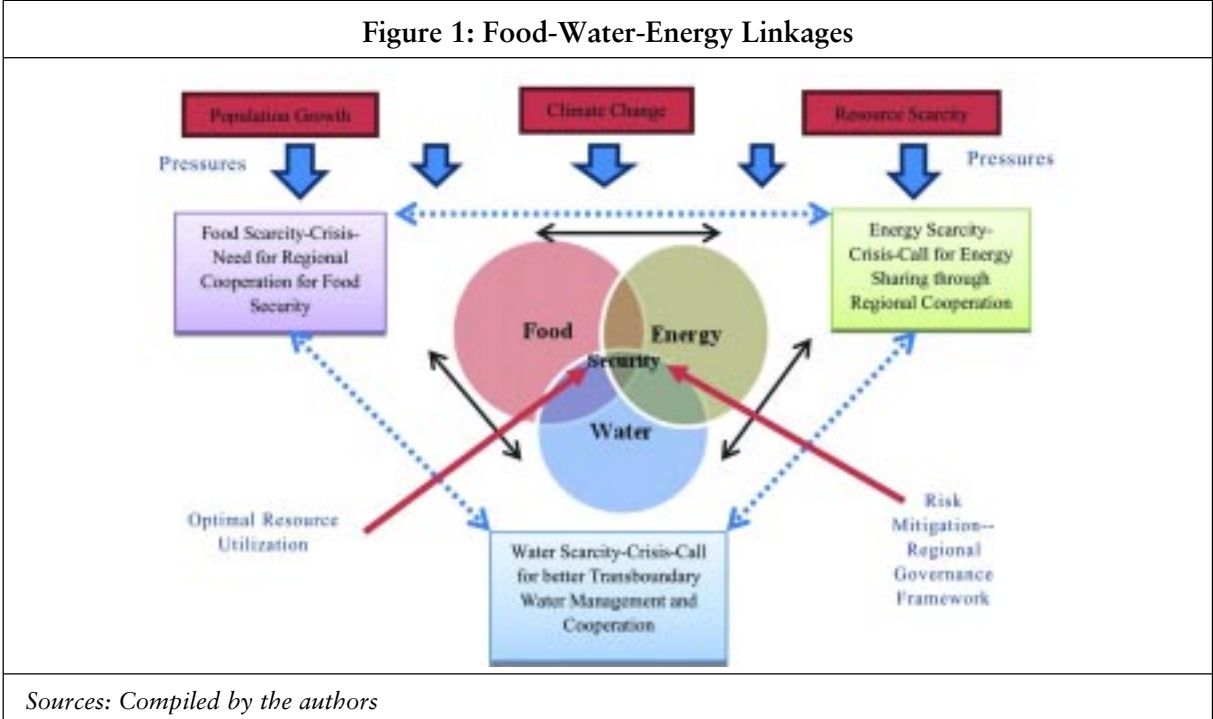 Figure 1: Food-Water-Energy Linkages
Population Growth
Climate Change
Resource Scarcity
Pressures
Pressures
Food Scarcity-Crisis-
Need for Regional
Cooperation for Food
Security
Energy Scarcity-
Crisis-Call for Energy
Sharing through
Regional Cooperation
Food
Energy
Security
Water
Optimal Resource
Utilization
Risk
Mitigation--
Regional
Governance
Framework
Water Scarcity-Crisis-Call
for better Transboundary
Water Management and
Cooperation
Sources: Compiled by the authors